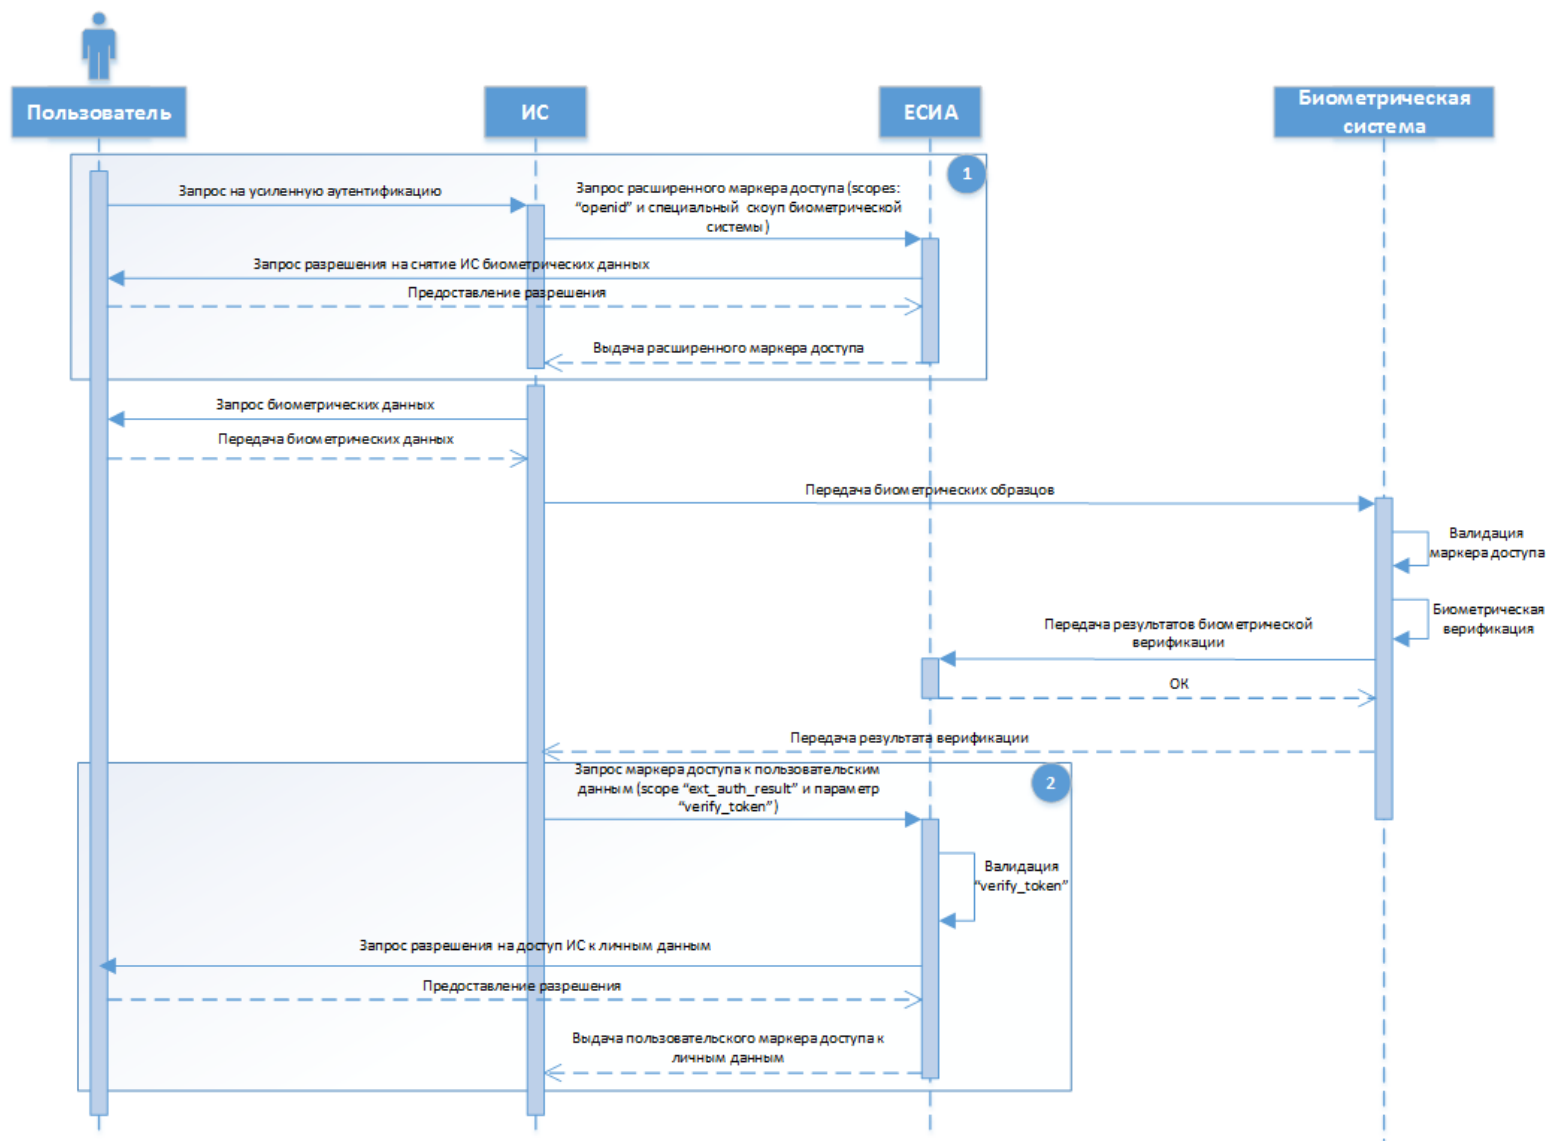 Пользователь
ИС
ЕСИА
Биометрическая
система
1
Запрос на усиленную аутентификацию
Запрос расширенного маркера доступа (scopes:
“openid” и специальный скоуп биометрической
системы)
Запрос разрешения на снятие ИС биометрических данных
Предоставление разрешения
Выдача расширенного маркера доступа
Запрос биометрических данных
Передача биометрических данных
Передача биометрических образцов
Валидация
маркера доступа
Биометрическая
верификация
Передача результатов биометрической
верификации
ОК
Передача результата верификации
2
Запрос маркера доступа к пользовательским
данным (scope “ext_auth_result” и параметр
“verify_token”)
Валидация
“verify_token”
Запрос разрешения на доступ ИС к личным данным
Предоставление разрешения
Выдача пользовательского маркера доступа к
личным данным